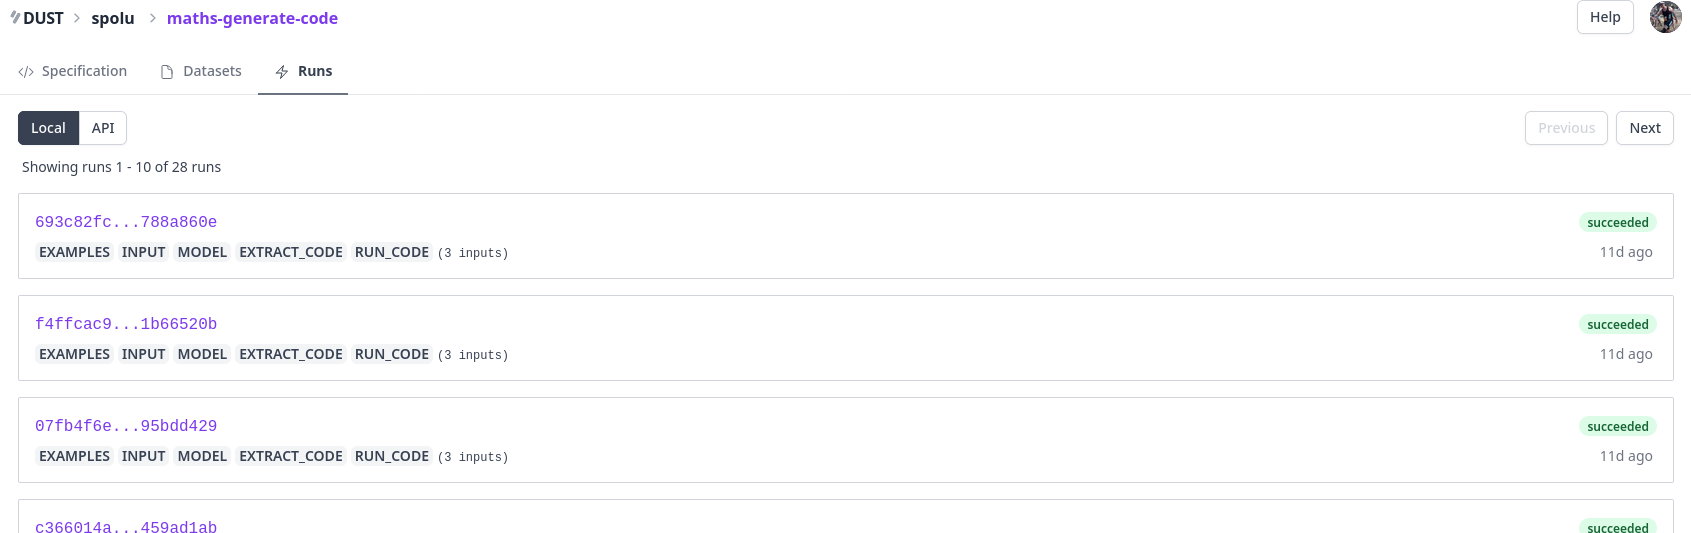 DUST > spolu > maths-generate-code Help
Specification Datasets Runs
Local API Previous Next
Showing runs 1 - 10 of 28 runs
693c82fc...788a860e succeeded
EXAMPLES INPUT MODEL EXTRACT_CODE RUN_CODE (3 inputs) 11d ago
f4ffcac9...1b66520b succeeded
EXAMPLES INPUT MODEL EXTRACT_CODE RUN_CODE (3 inputs) 11d ago
07fb4f6e...95bdd429 succeeded
EXAMPLES INPUT MODEL EXTRACT_CODE RUN_CODE (3 inputs) 11d ago
c366014a...459ad1ab succeeded